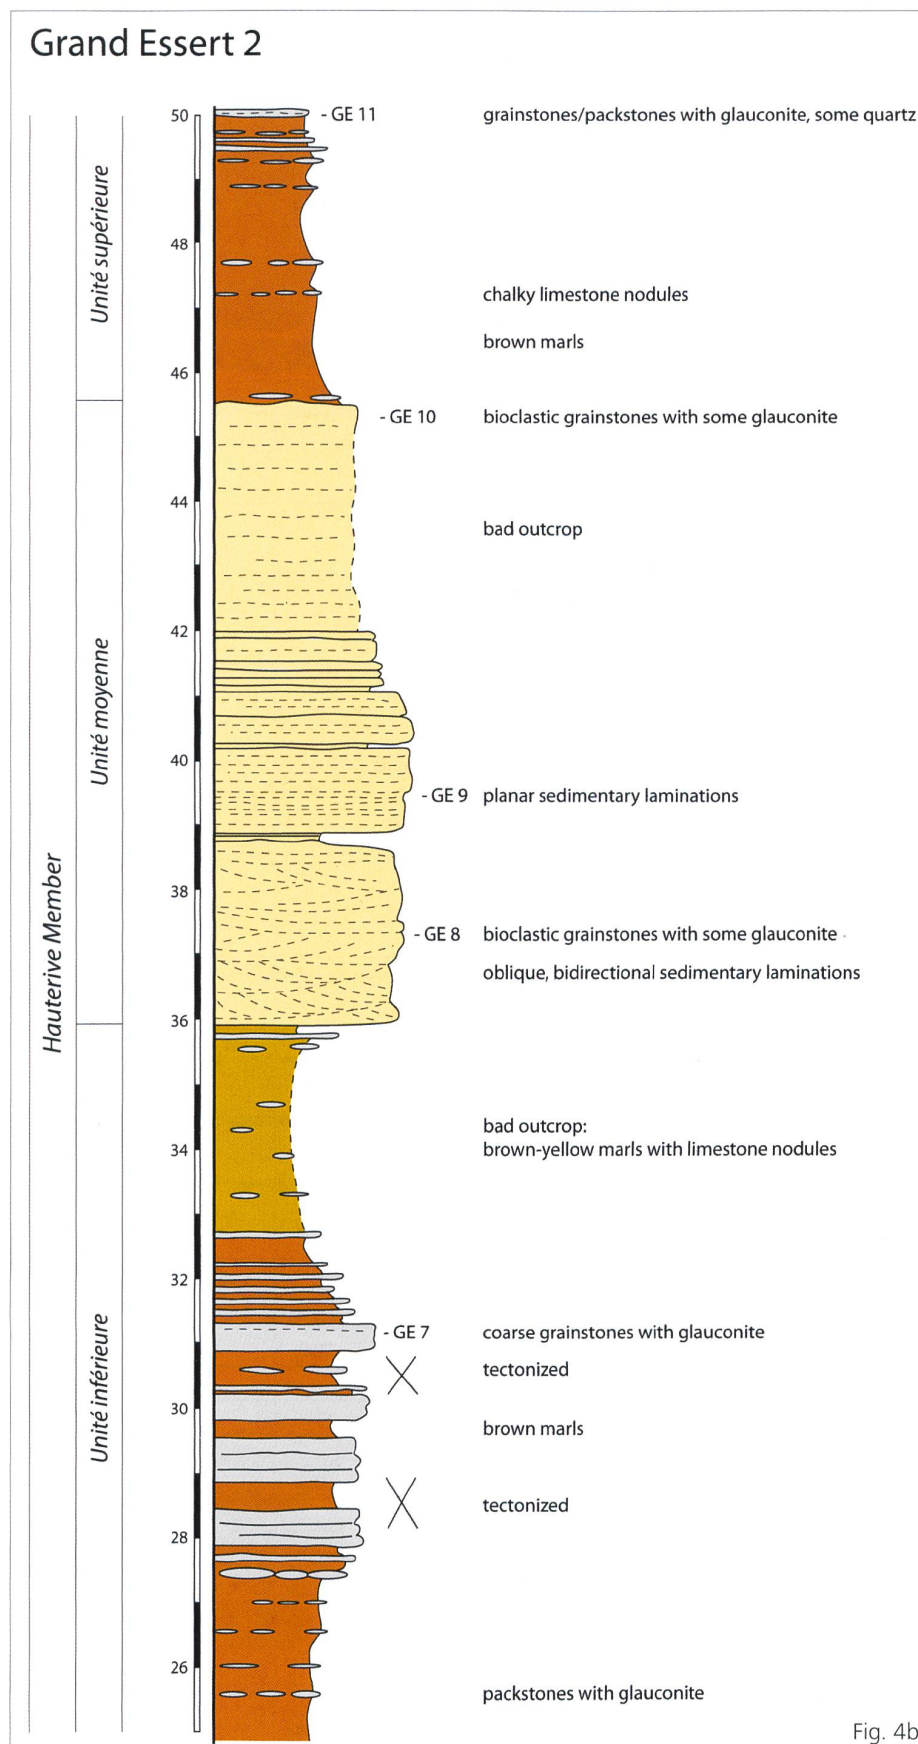 Grand Essert 2
50
- GE 11
grainstones/packstones with glauconite, some quartz
Unité supérieure
48
chalky limestone nodules
brown marls
46
- GE 10
bioclastic grainstones with some glauconite
44
bad outcrop
42
Unité moyenne
40
- GE 9
planar sedimentary laminations
38
Hauterive Member
- GE 8
bioclastic grainstones with some glauconite
oblique, bidirectional sedimentary laminations
36
bad outcrop:
34
brown-yellow marls with limestone nodules
32
Unité inférieure
- GE 7
coarse grainstones with glauconite
tectonized
30
brown marls
tectonized
28
26
packstones with glauconite
Fig. 4b